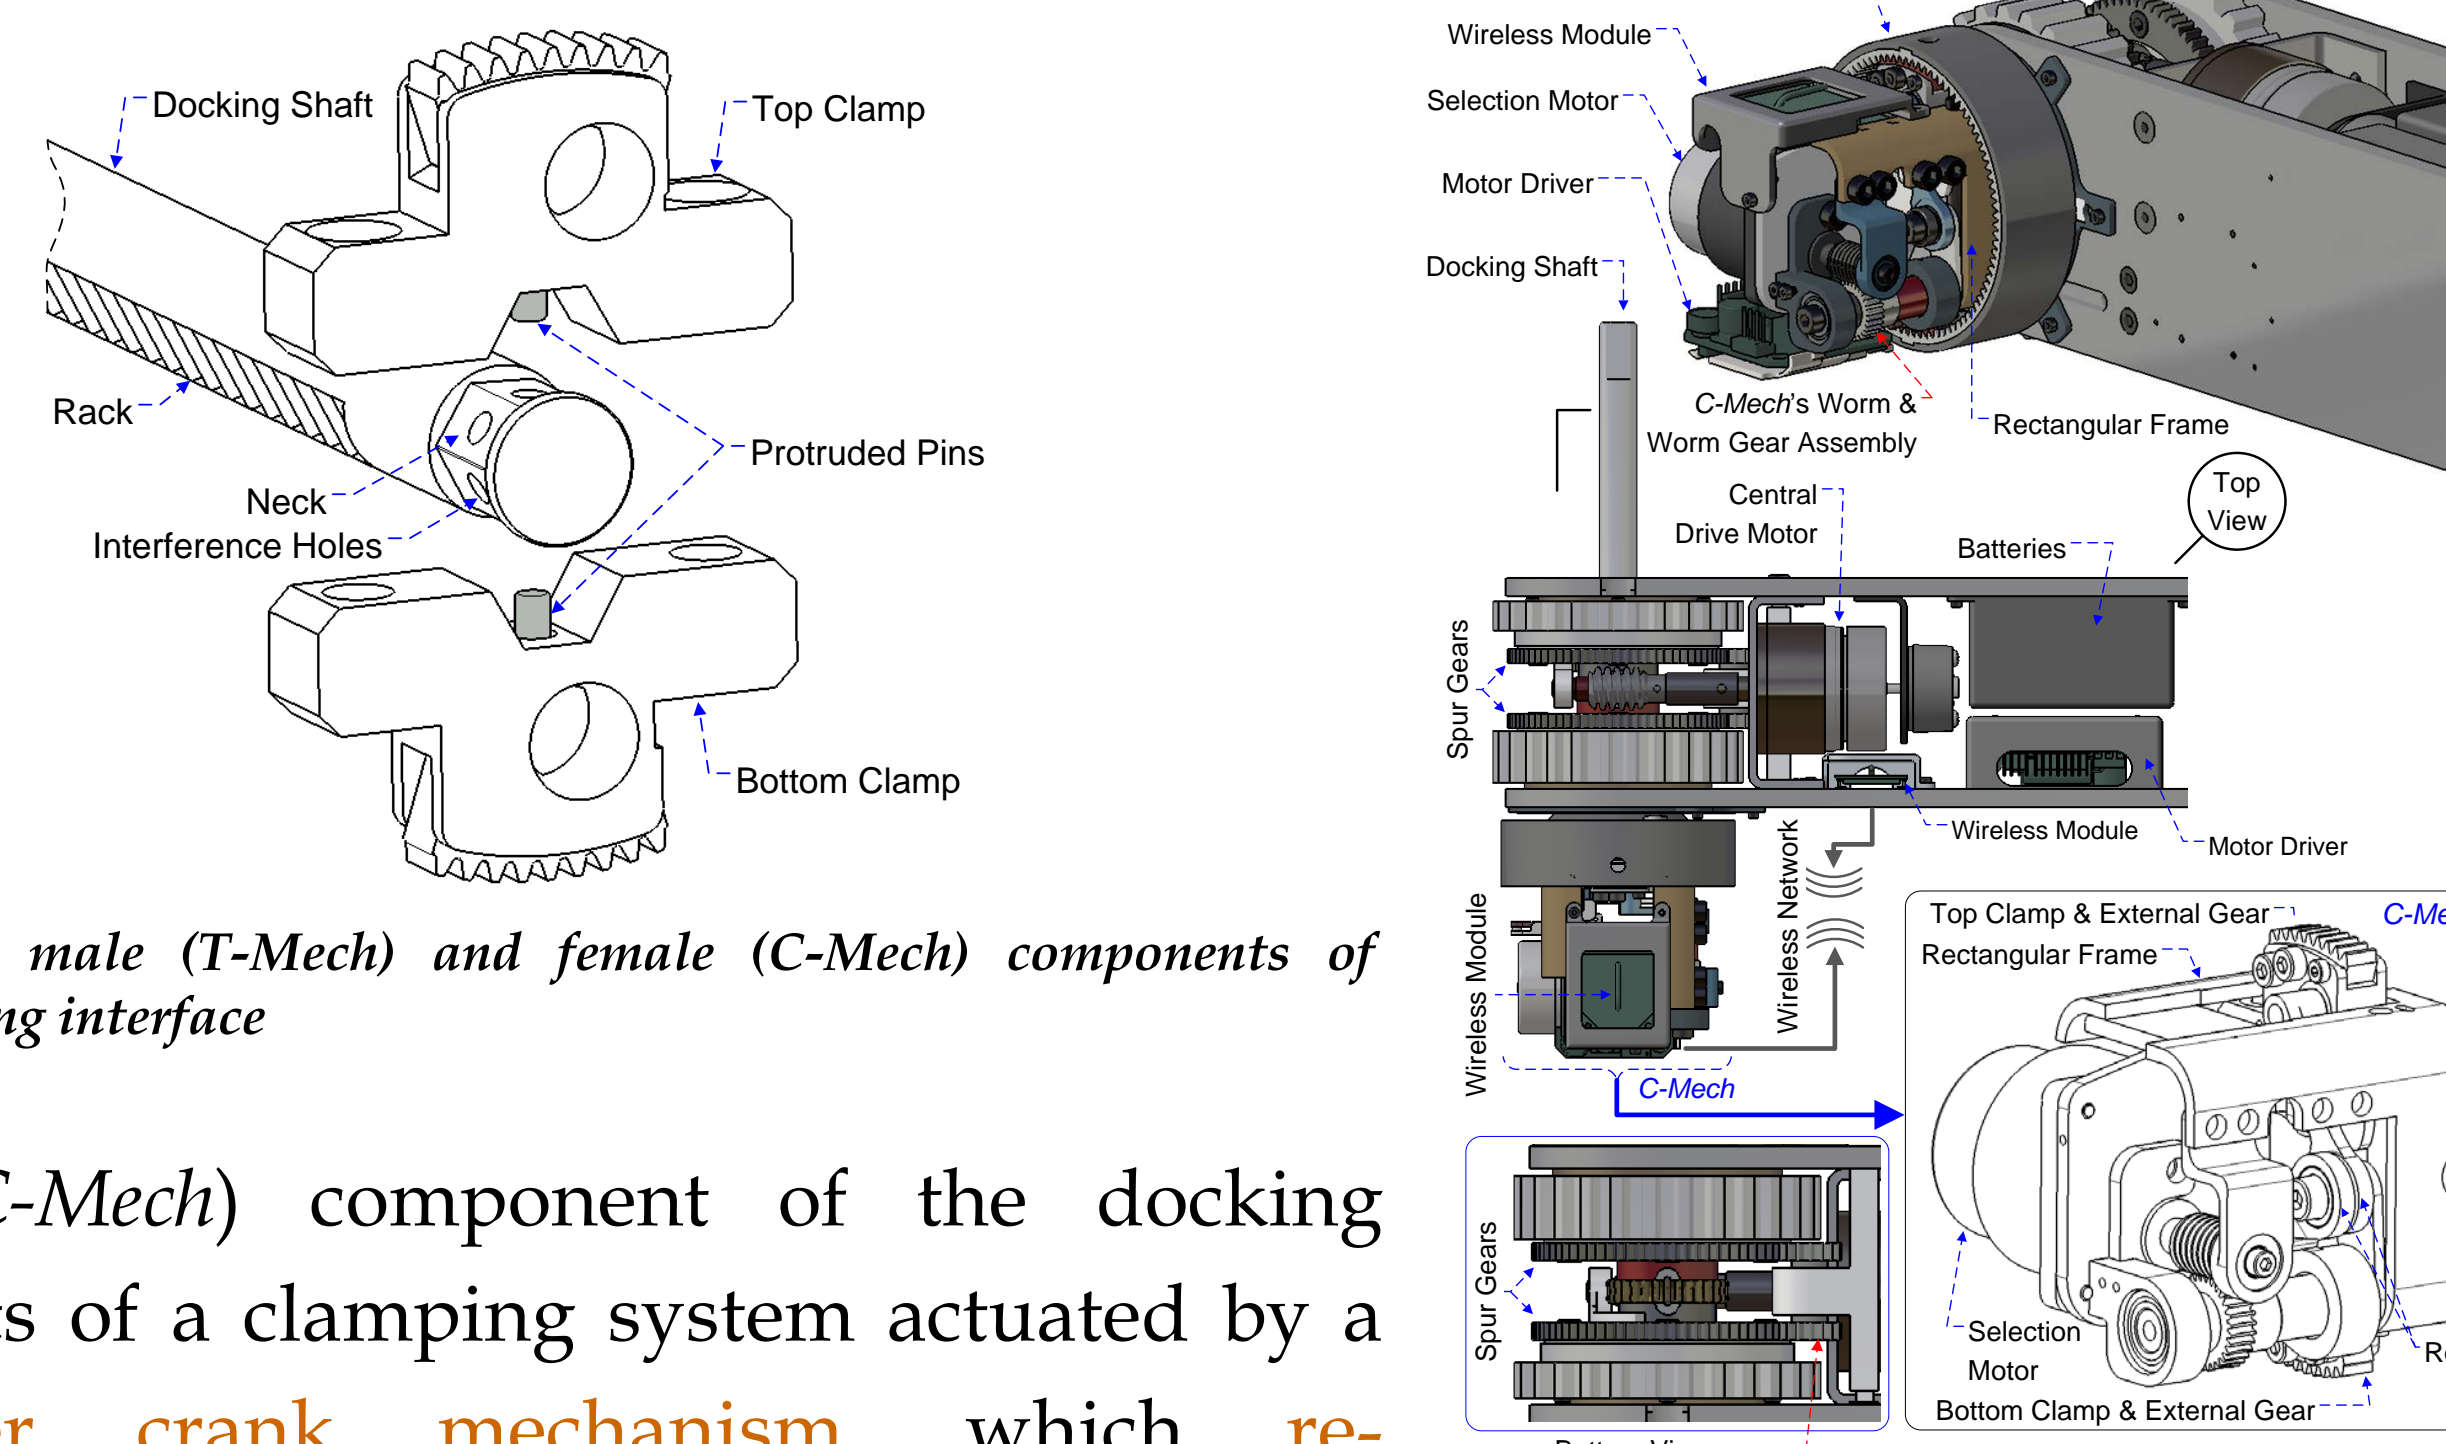 Docking Shaft
Top Clamp
Rack
Protruded Pins
Neck
Interference Holes
Bottom Clamp
male (T-Mech) and female (C-Mech) components of
ng interface
C-Mech) component of the docking
ts of a clamping system actuated by a
er crank mechanism which re-
Wireless Module
Selection Motor
Motor Driver
Docking Shaft
C-Mech's Worm &
Worm Gear Assembly
Rectangular Frame
Top
View
Central
Drive Motor
Batteries
Spur Gears
Wireless Module
Motor Driver
Wireless Network
Wireless Module
C-Mech
Top Clamp & External Gear
C-Me
Rectangular Frame
Spur Gears
Selection
Motor
Bottom Clamp & External Gear